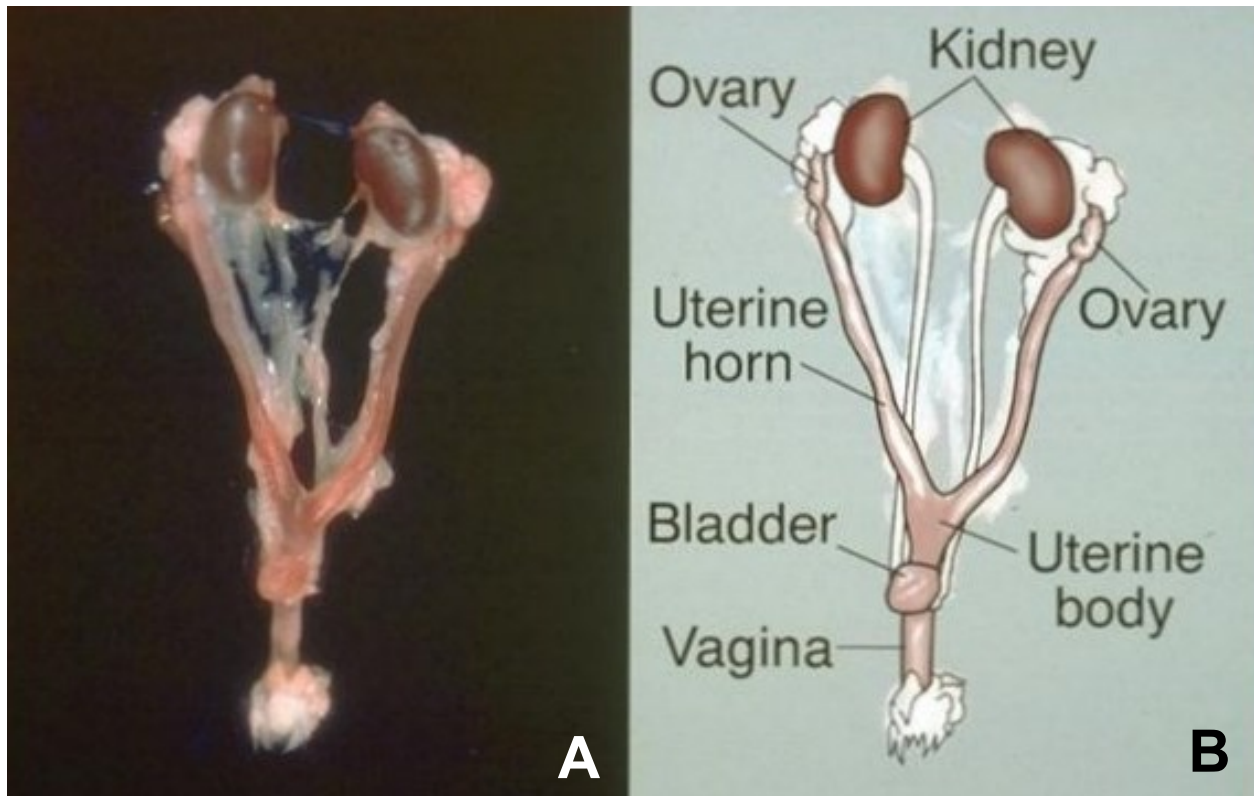 Kidney
Ovary
Uterine
horn
Ovary
Bladder
Uterine
body
Vagina
A
B